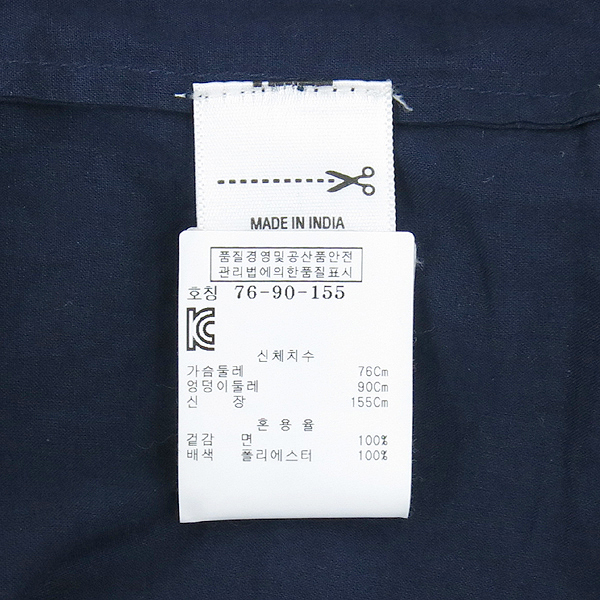 MADE IN INDIA
품질경영및공산품안전
관리법에의한품질표시
호칭 76-90-155
신체치수
가슴둘레 76Cm
엉덩이둘레 90Cm
신 장 155Cm
혼용율
겉감 면 100%
배색 폴리에스터 100%